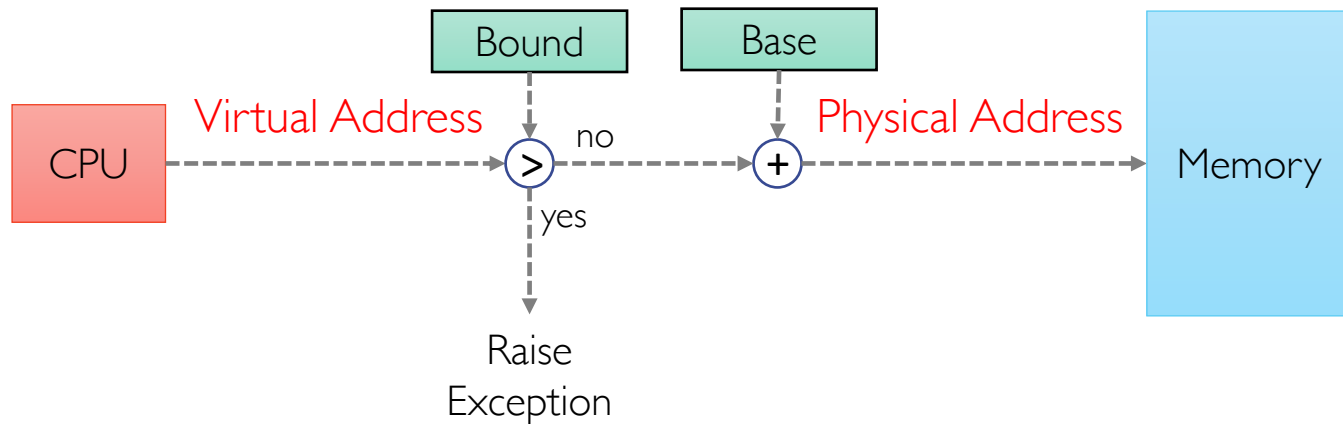 Bound
Base
Virtual Address
Physical Address
CPU
>
no
+
Memory
yes
Raise
Exception